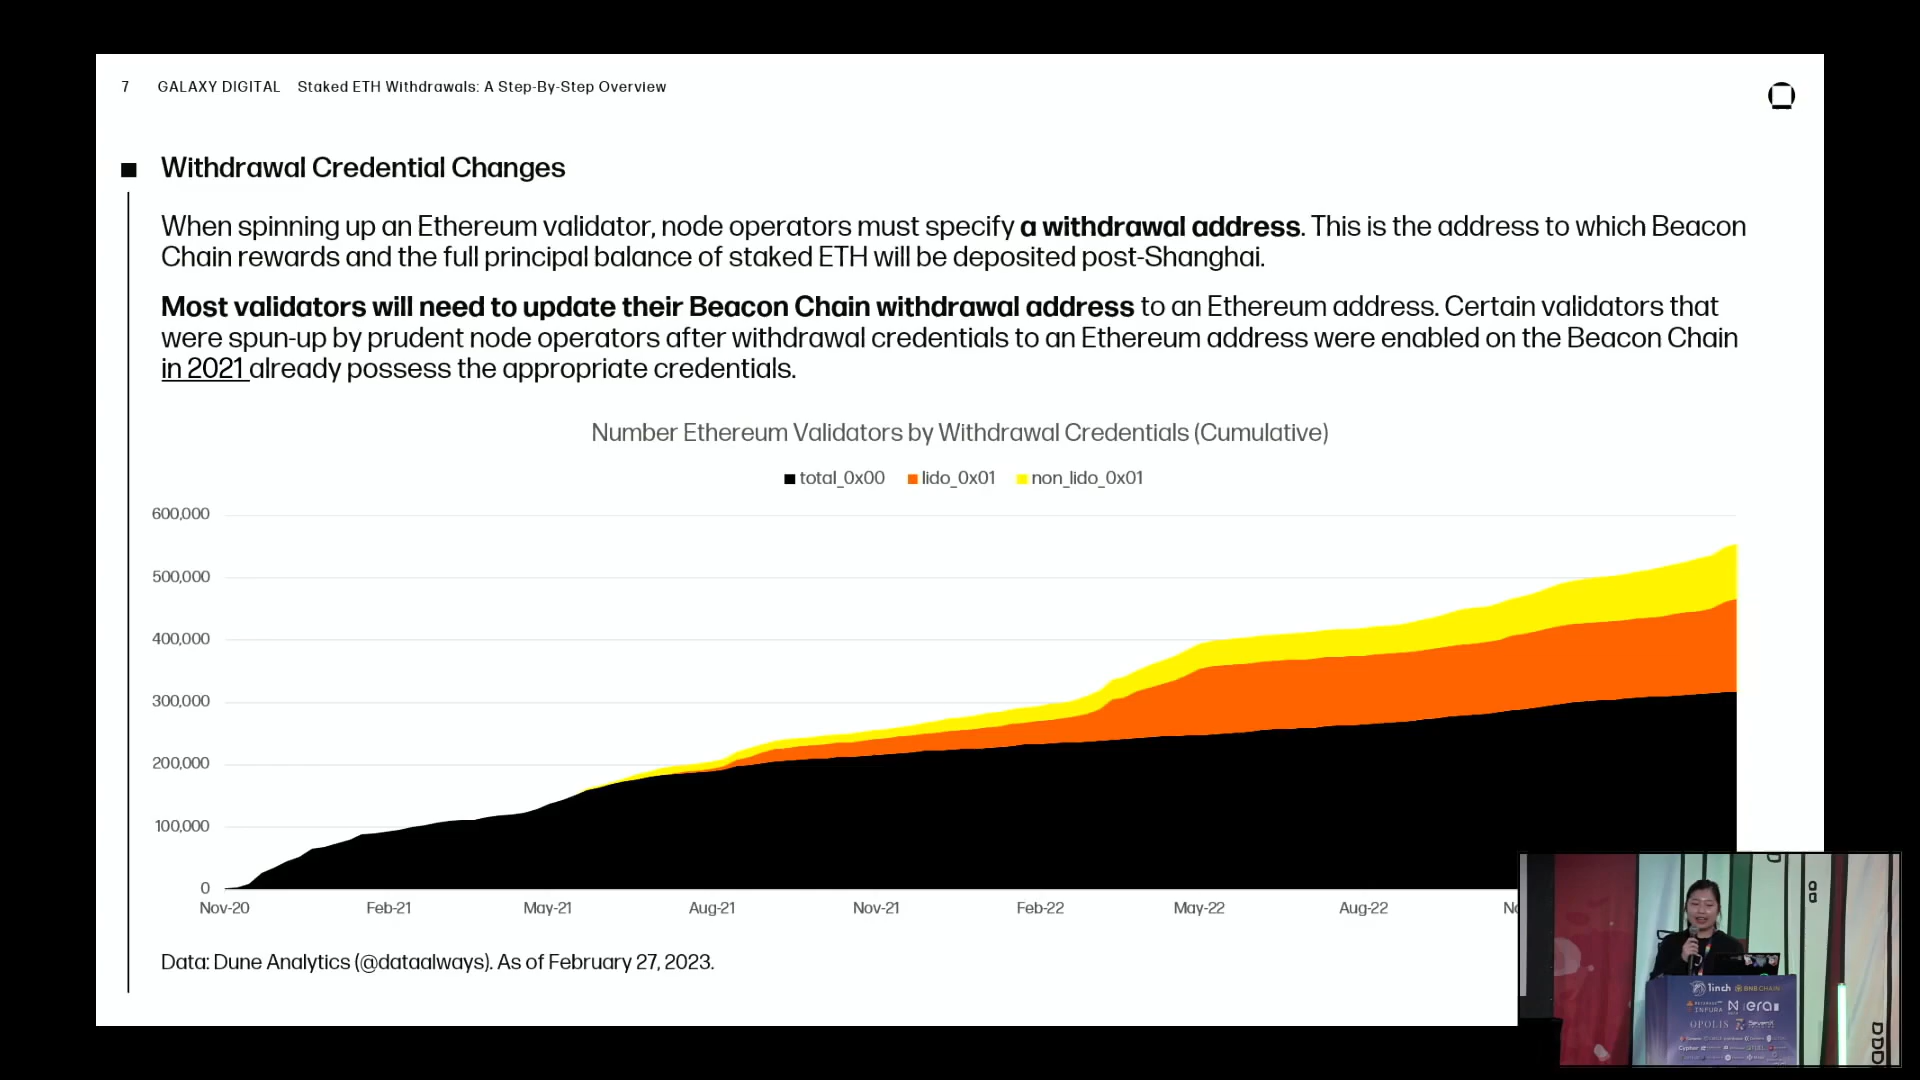 7 GALAXY DIGITAL Staked ETH Withdrawals: A Step-By-Step Overview
Withdrawal Credential Changes
When spinning up an Ethereum validator, node operators must specify a withdrawal address. This is the address to which Beacon
Chain rewards and the full principal balance of staked ETH will be deposited post-Shanghai.
Most validators will need to update their Beacon Chain withdrawal address to an Ethereum address. Certain validators that
were spun-up by prudent node operators after withdrawal credentials to an Ethereum address were enabled on the Beacon Chain
in 2021 already possess the appropriate credentials.
Number Ethereum Validators by Withdrawal Credentials (Cumulative)
total_0x00 lido_0x01 non_lido_0x01
600,000
500,000
400,000
300,000
200,000
100,000
0
Nov-20 Feb-21 May-21 Aug-21 Nov-21 Feb-22 May-22 Aug-22
Data: Dune Analytics (@dataalways). As of February 27, 2023.
1inch BNB CHAIN
INFURA
OPOLIS